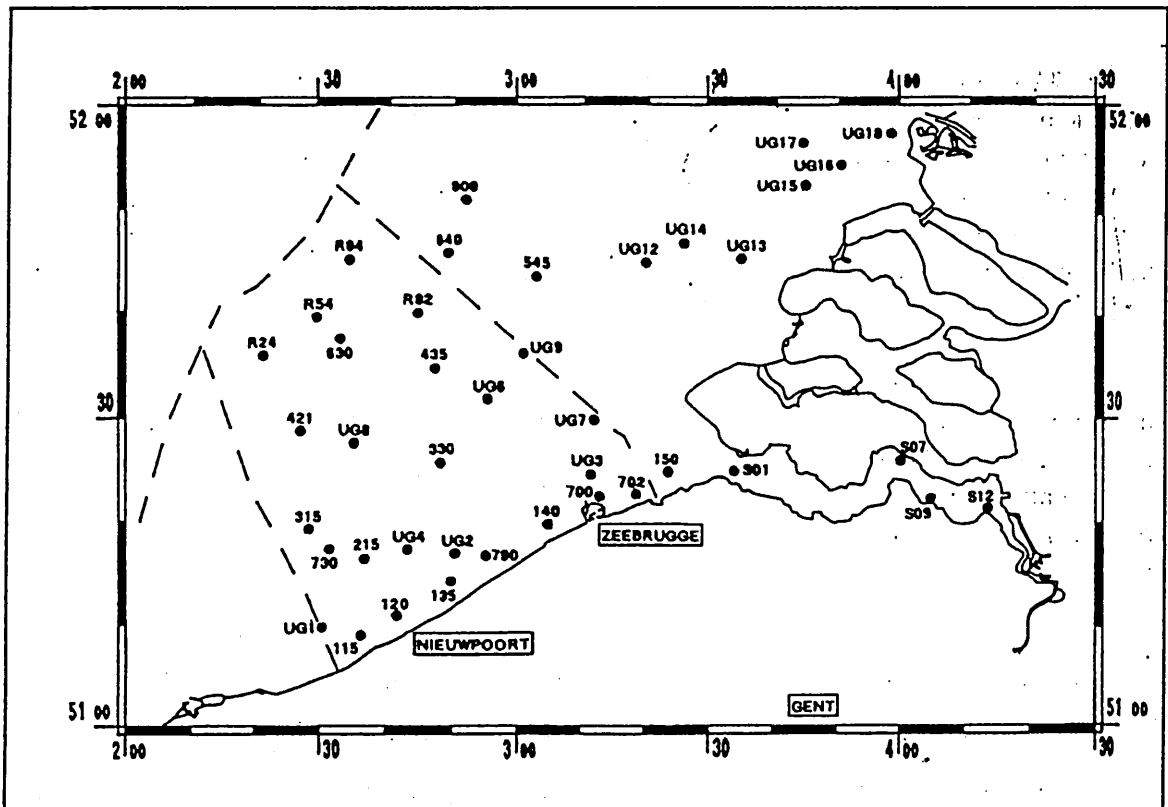 2 00 30 3 00 30 4 00 30
52 00
UG18
UG17
UG16
UG15
UG14
UG12 UG13
840
545
R54 R82
R24 630 435 UG9
UG6
30 30
421 UG8 UG7
330
UG3 150 S01 S07
700 702 S09 S12
315 140
ZEEBRUGGE
730 215 UG4 UG2 790
135
120
UG1 115
NIEUWPOORT
GENT
51 00 51 00
2 00 30 3 00 30 4 00 30